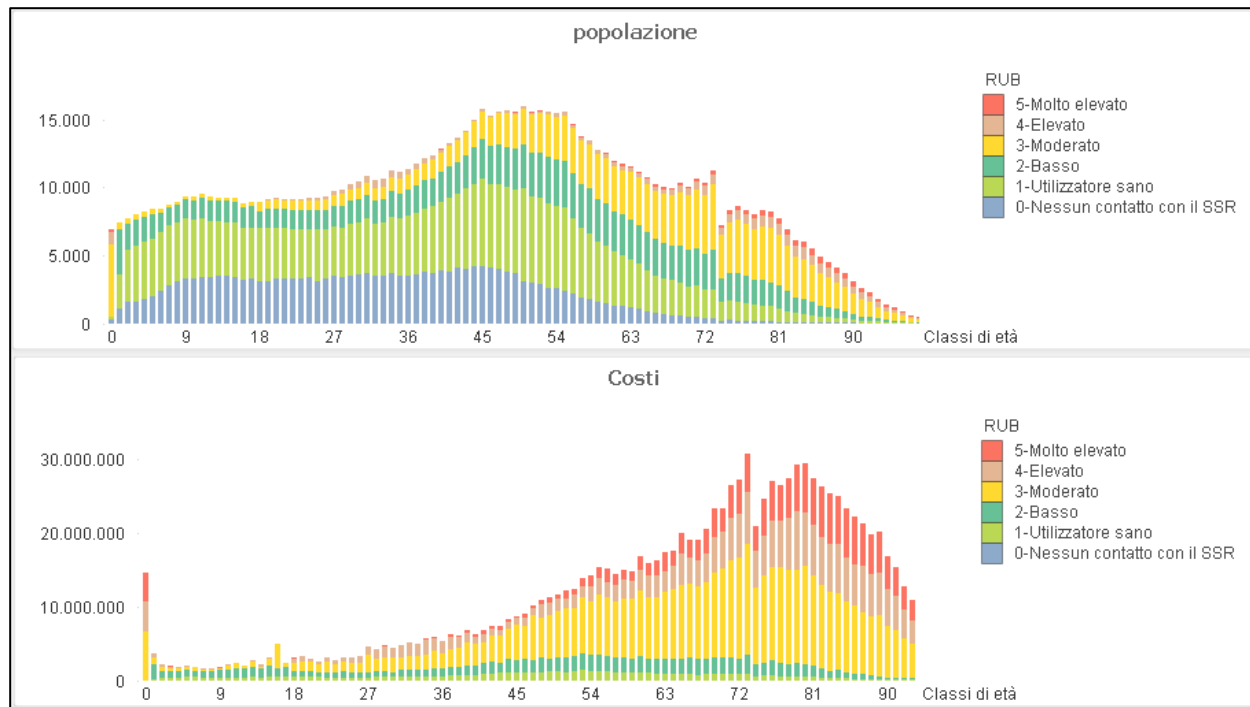 popolazione
RUB
5-Molto elevato
4-Elevato
3-Moderato
2-Basso
1-Utilizzatore sano
0-Nessun contatto con il SSR
15.000
10.000
5.000
0
0 9 18 27 36 45 54 63 72 81 90 Classi di età
Costi
RUB
5-Molto elevato
4-Elevato
3-Moderato
2-Basso
1-Utilizzatore sano
0-Nessun contatto con il SSR
30.000.000
20.000.000
10.000.000
0
0 9 18 27 36 45 54 63 72 81 90 Classi di età